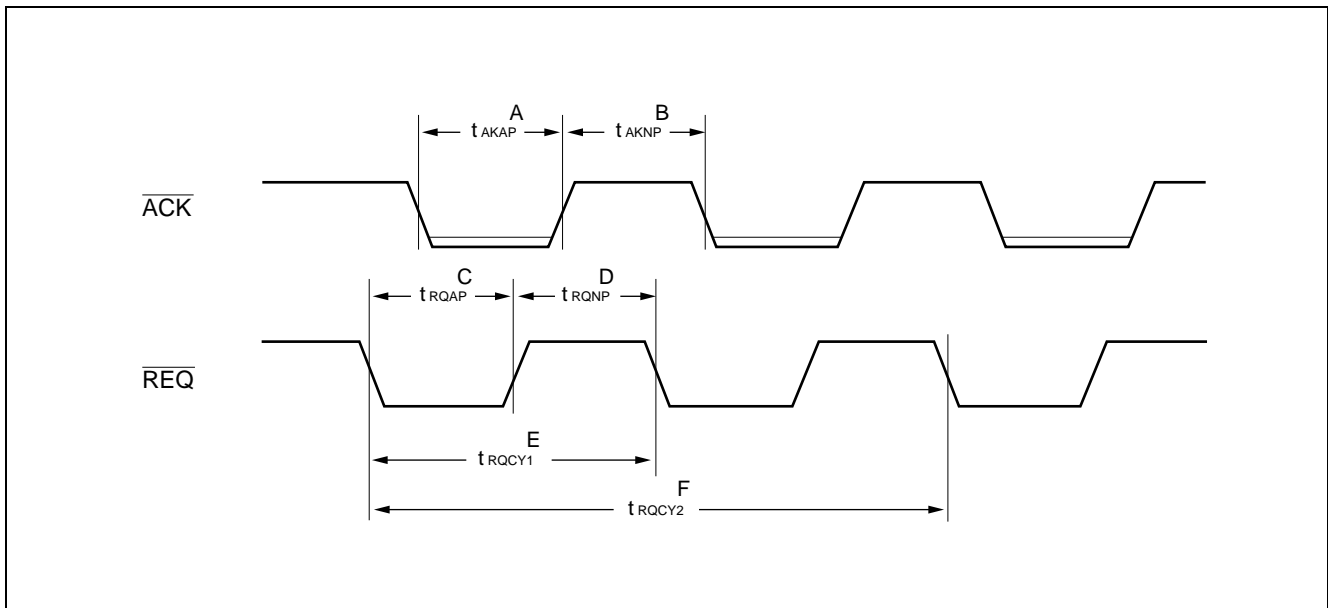 A B
t AKAP t AKNP
ACK
C D
t RQAP t RQNP
REQ
E
t RQCY1
F
t RQCY2